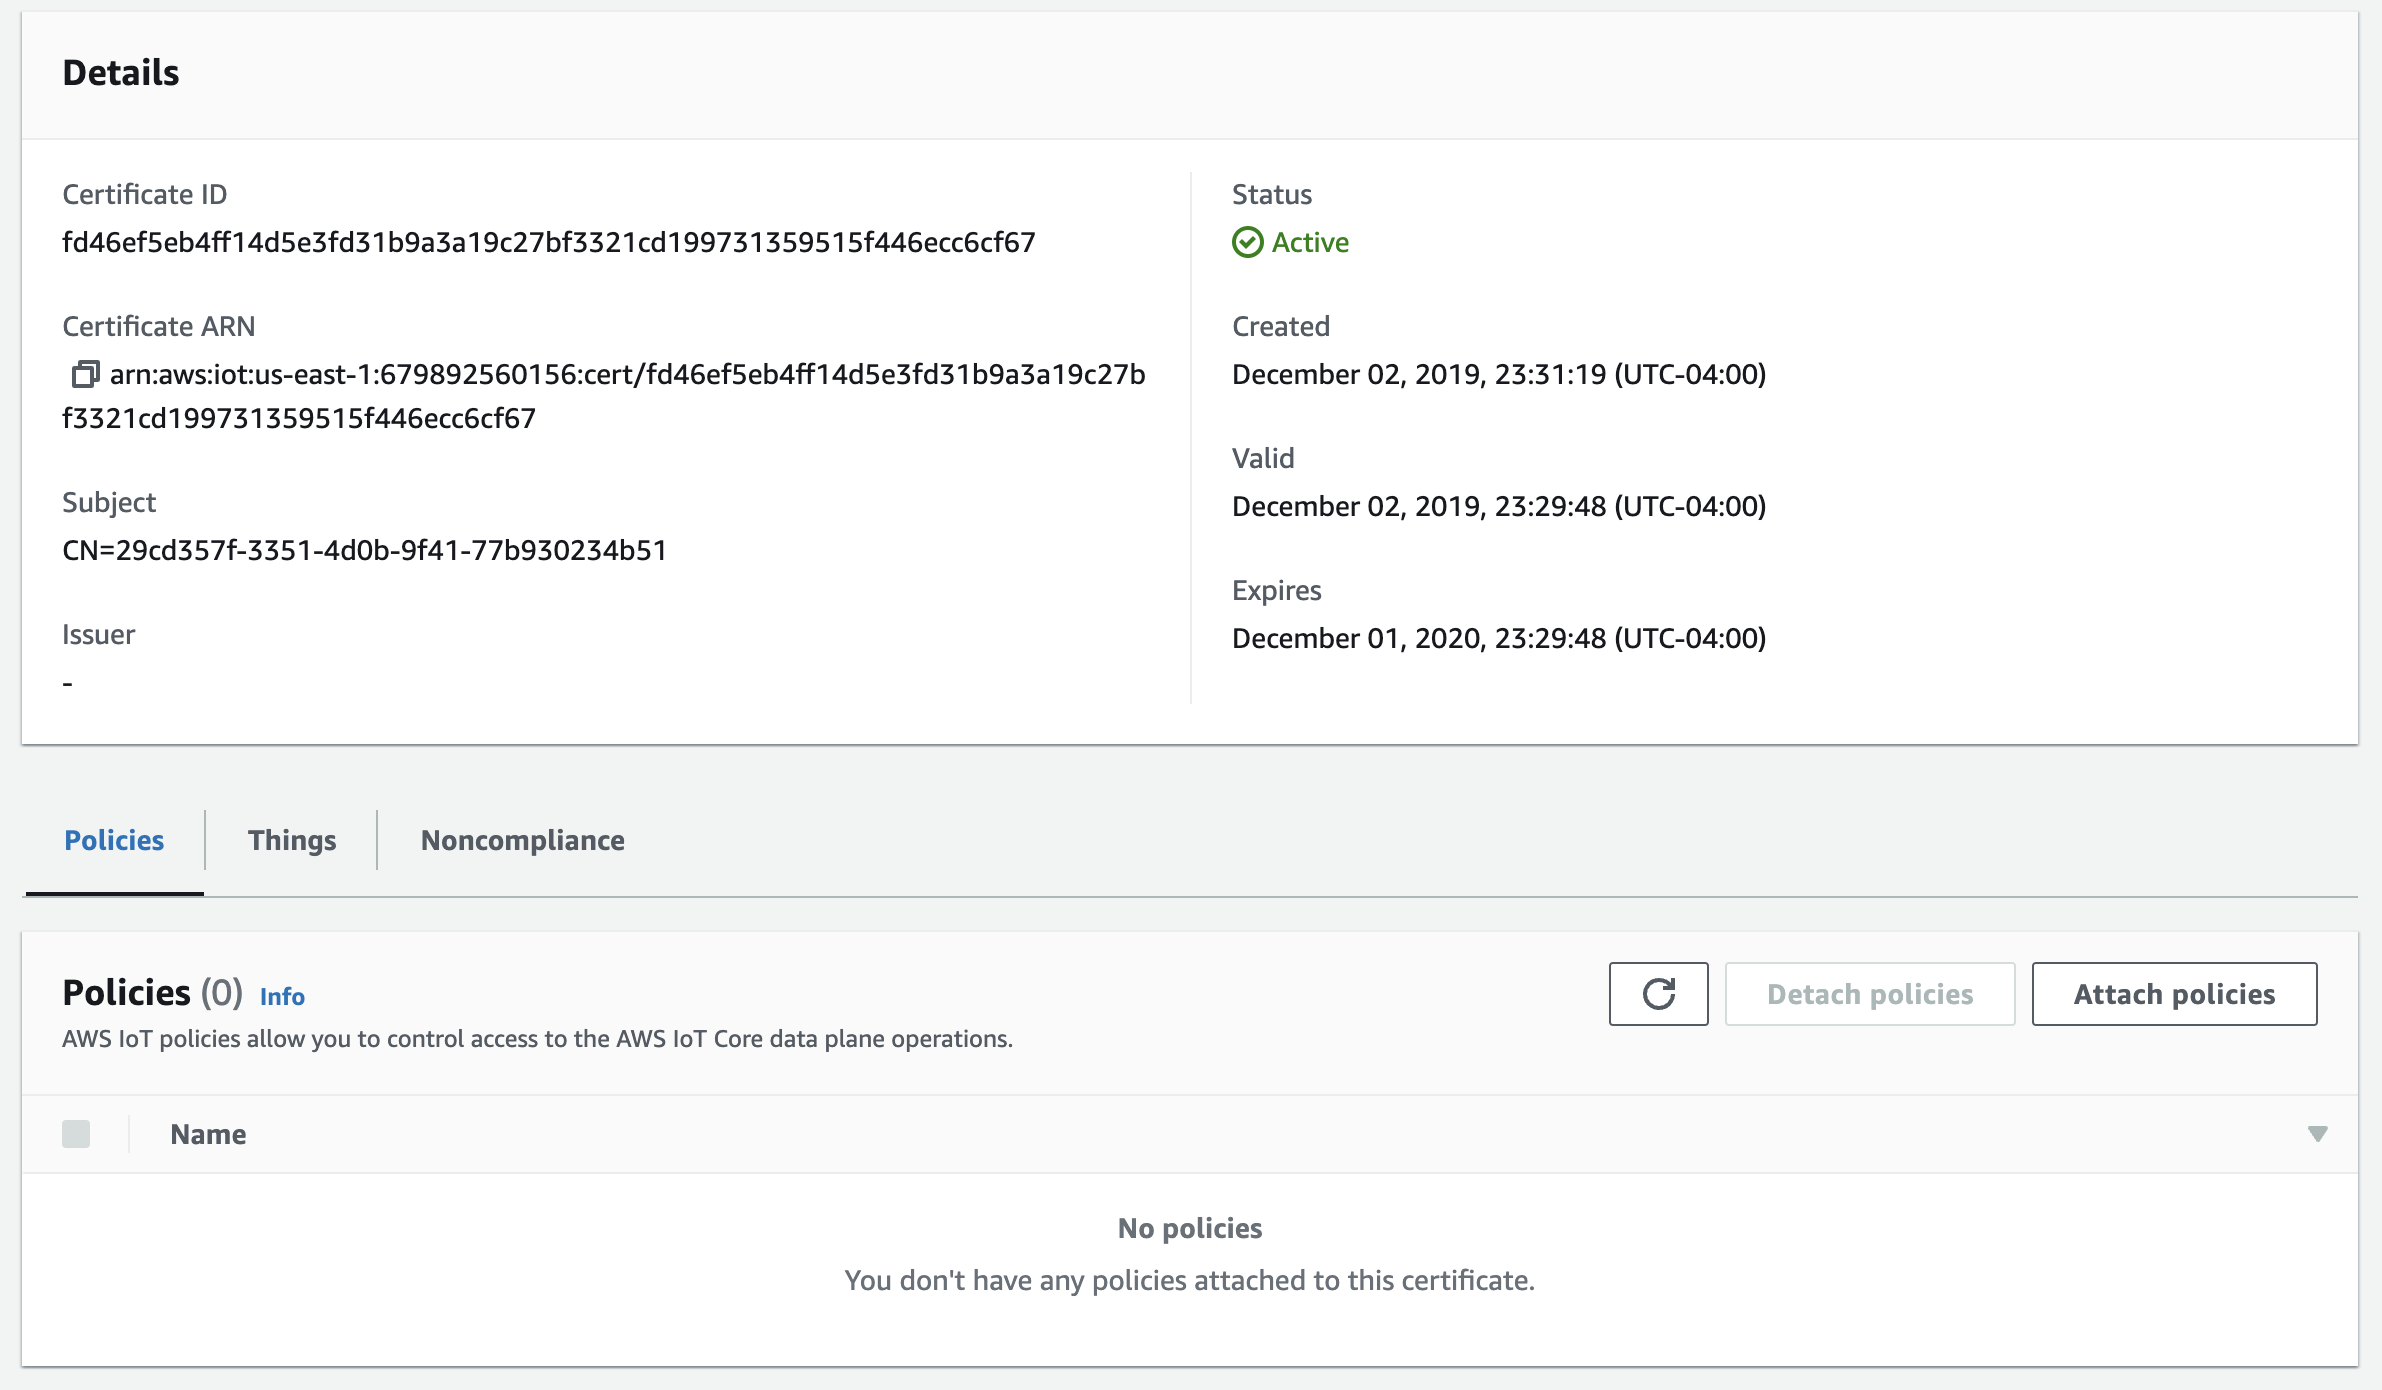 Details
Certificate ID
fd46ef5eb4ff14d5e3fd31b9a3a19c27bf3321cd199731359515f446ecc6cf67
Certificate ARN
arn:aws:iot:us-east-1:679892560156:cert/fd46ef5eb4ff14d5e3fd31b9a3a19c27b
f3321cd199731359515f446ecc6cf67
Subject
CN=29cd357f-3351-4d0b-9f41-77b930234b51
Issuer
-
Status
Active
Created
December 02, 2019, 23:31:19 (UTC-04:00)
Valid
December 02, 2019, 23:29:48 (UTC-04:00)
Expires
December 01, 2020, 23:29:48 (UTC-04:00)
Policies
Things
Noncompliance
Policies (0) Info
AWS IoT policies allow you to control access to the AWS IoT Core data plane operations.
Detach policies
Attach policies
Name
No policies
You don't have any policies attached to this certificate.